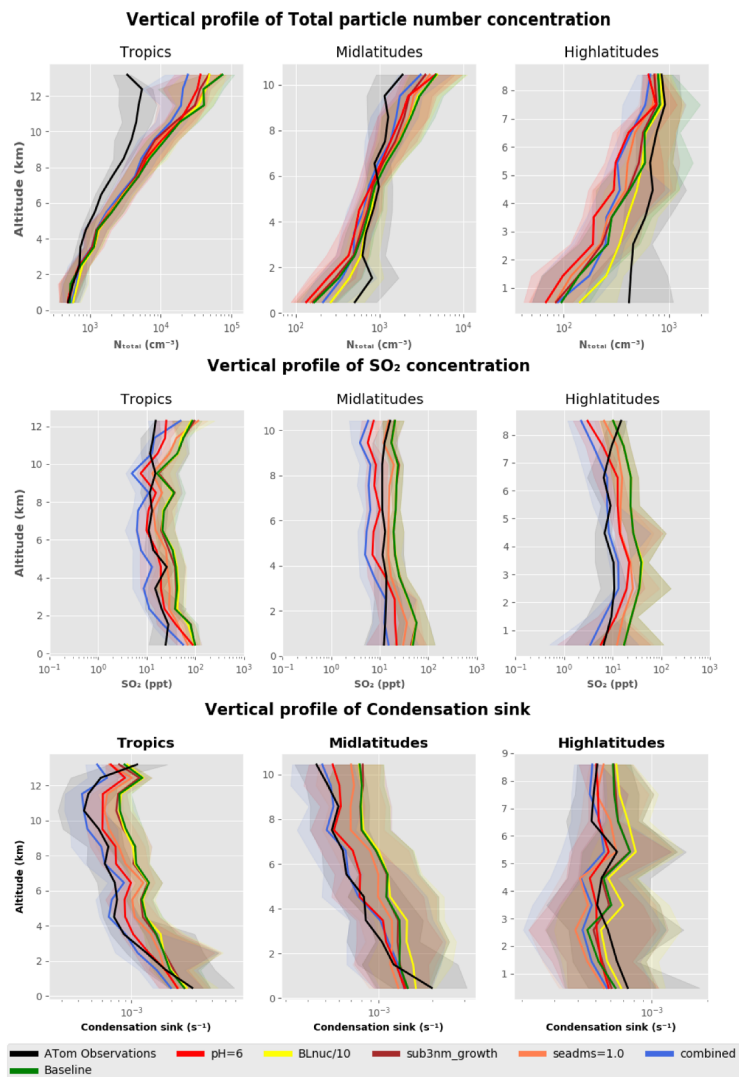 Vertical profile of Total particle number concentration
Tropics
Midlatitudes
Highlatitudes
Altitude (km)
12
10
8
6
4
2
0
10
8
6
4
2
0
8
7
6
5
4
3
2
1
10³ 10⁴ 10⁵
10² 10³ 10⁴
10² 10³
Nₜₒₜₐₗ (cm⁻³)
Nₜₒₜₐₗ (cm⁻³)
Nₜₒₜₐₗ (cm⁻³)
Vertical profile of SO₂ concentration
Tropics
Midlatitudes
Highlatitudes
Altitude (km)
12
10
8
6
4
2
0
10
8
6
4
2
0
8
7
6
5
4
3
2
1
10⁻¹ 10⁰ 10¹ 10² 10³
10⁻¹ 10⁰ 10¹ 10² 10³
10⁻¹ 10⁰ 10¹ 10² 10³
SO₂ (ppt)
SO₂ (ppt)
SO₂ (ppt)
Vertical profile of Condensation sink
Tropics
Midlatitudes
Highlatitudes
Altitude (km)
12
10
8
6
4
2
0
10
8
6
4
2
0
9
8
7
6
5
4
3
2
1
10⁻³
10⁻³
10⁻³
Condensation sink (s⁻¹)
Condensation sink (s⁻¹)
Condensation sink (s⁻¹)
ATom Observations pH=6 BLnuc/10 sub3nm_growth seadms=1.0 combined
Baseline